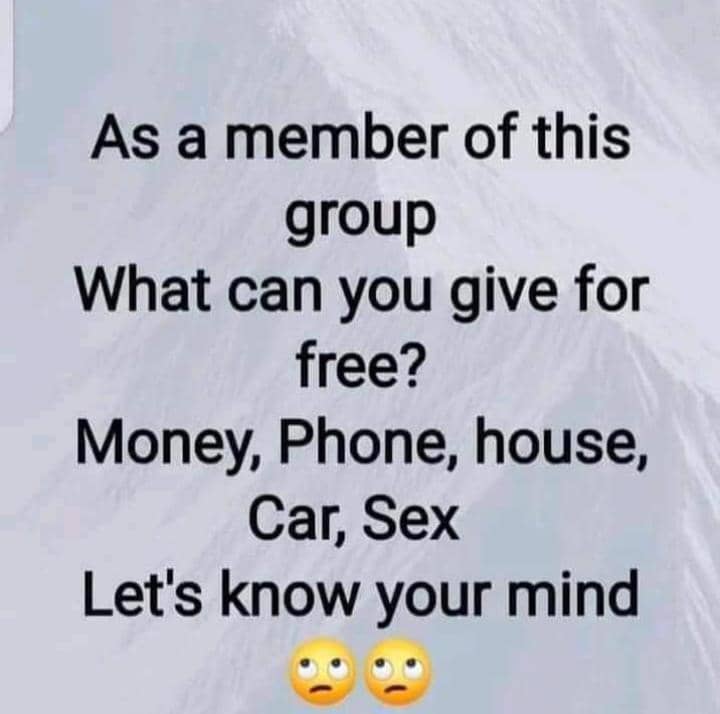 As a member of this
group
What can you give for
free?
Money, Phone, house,
Car, Sex
Let's know your mind
🙄🙄